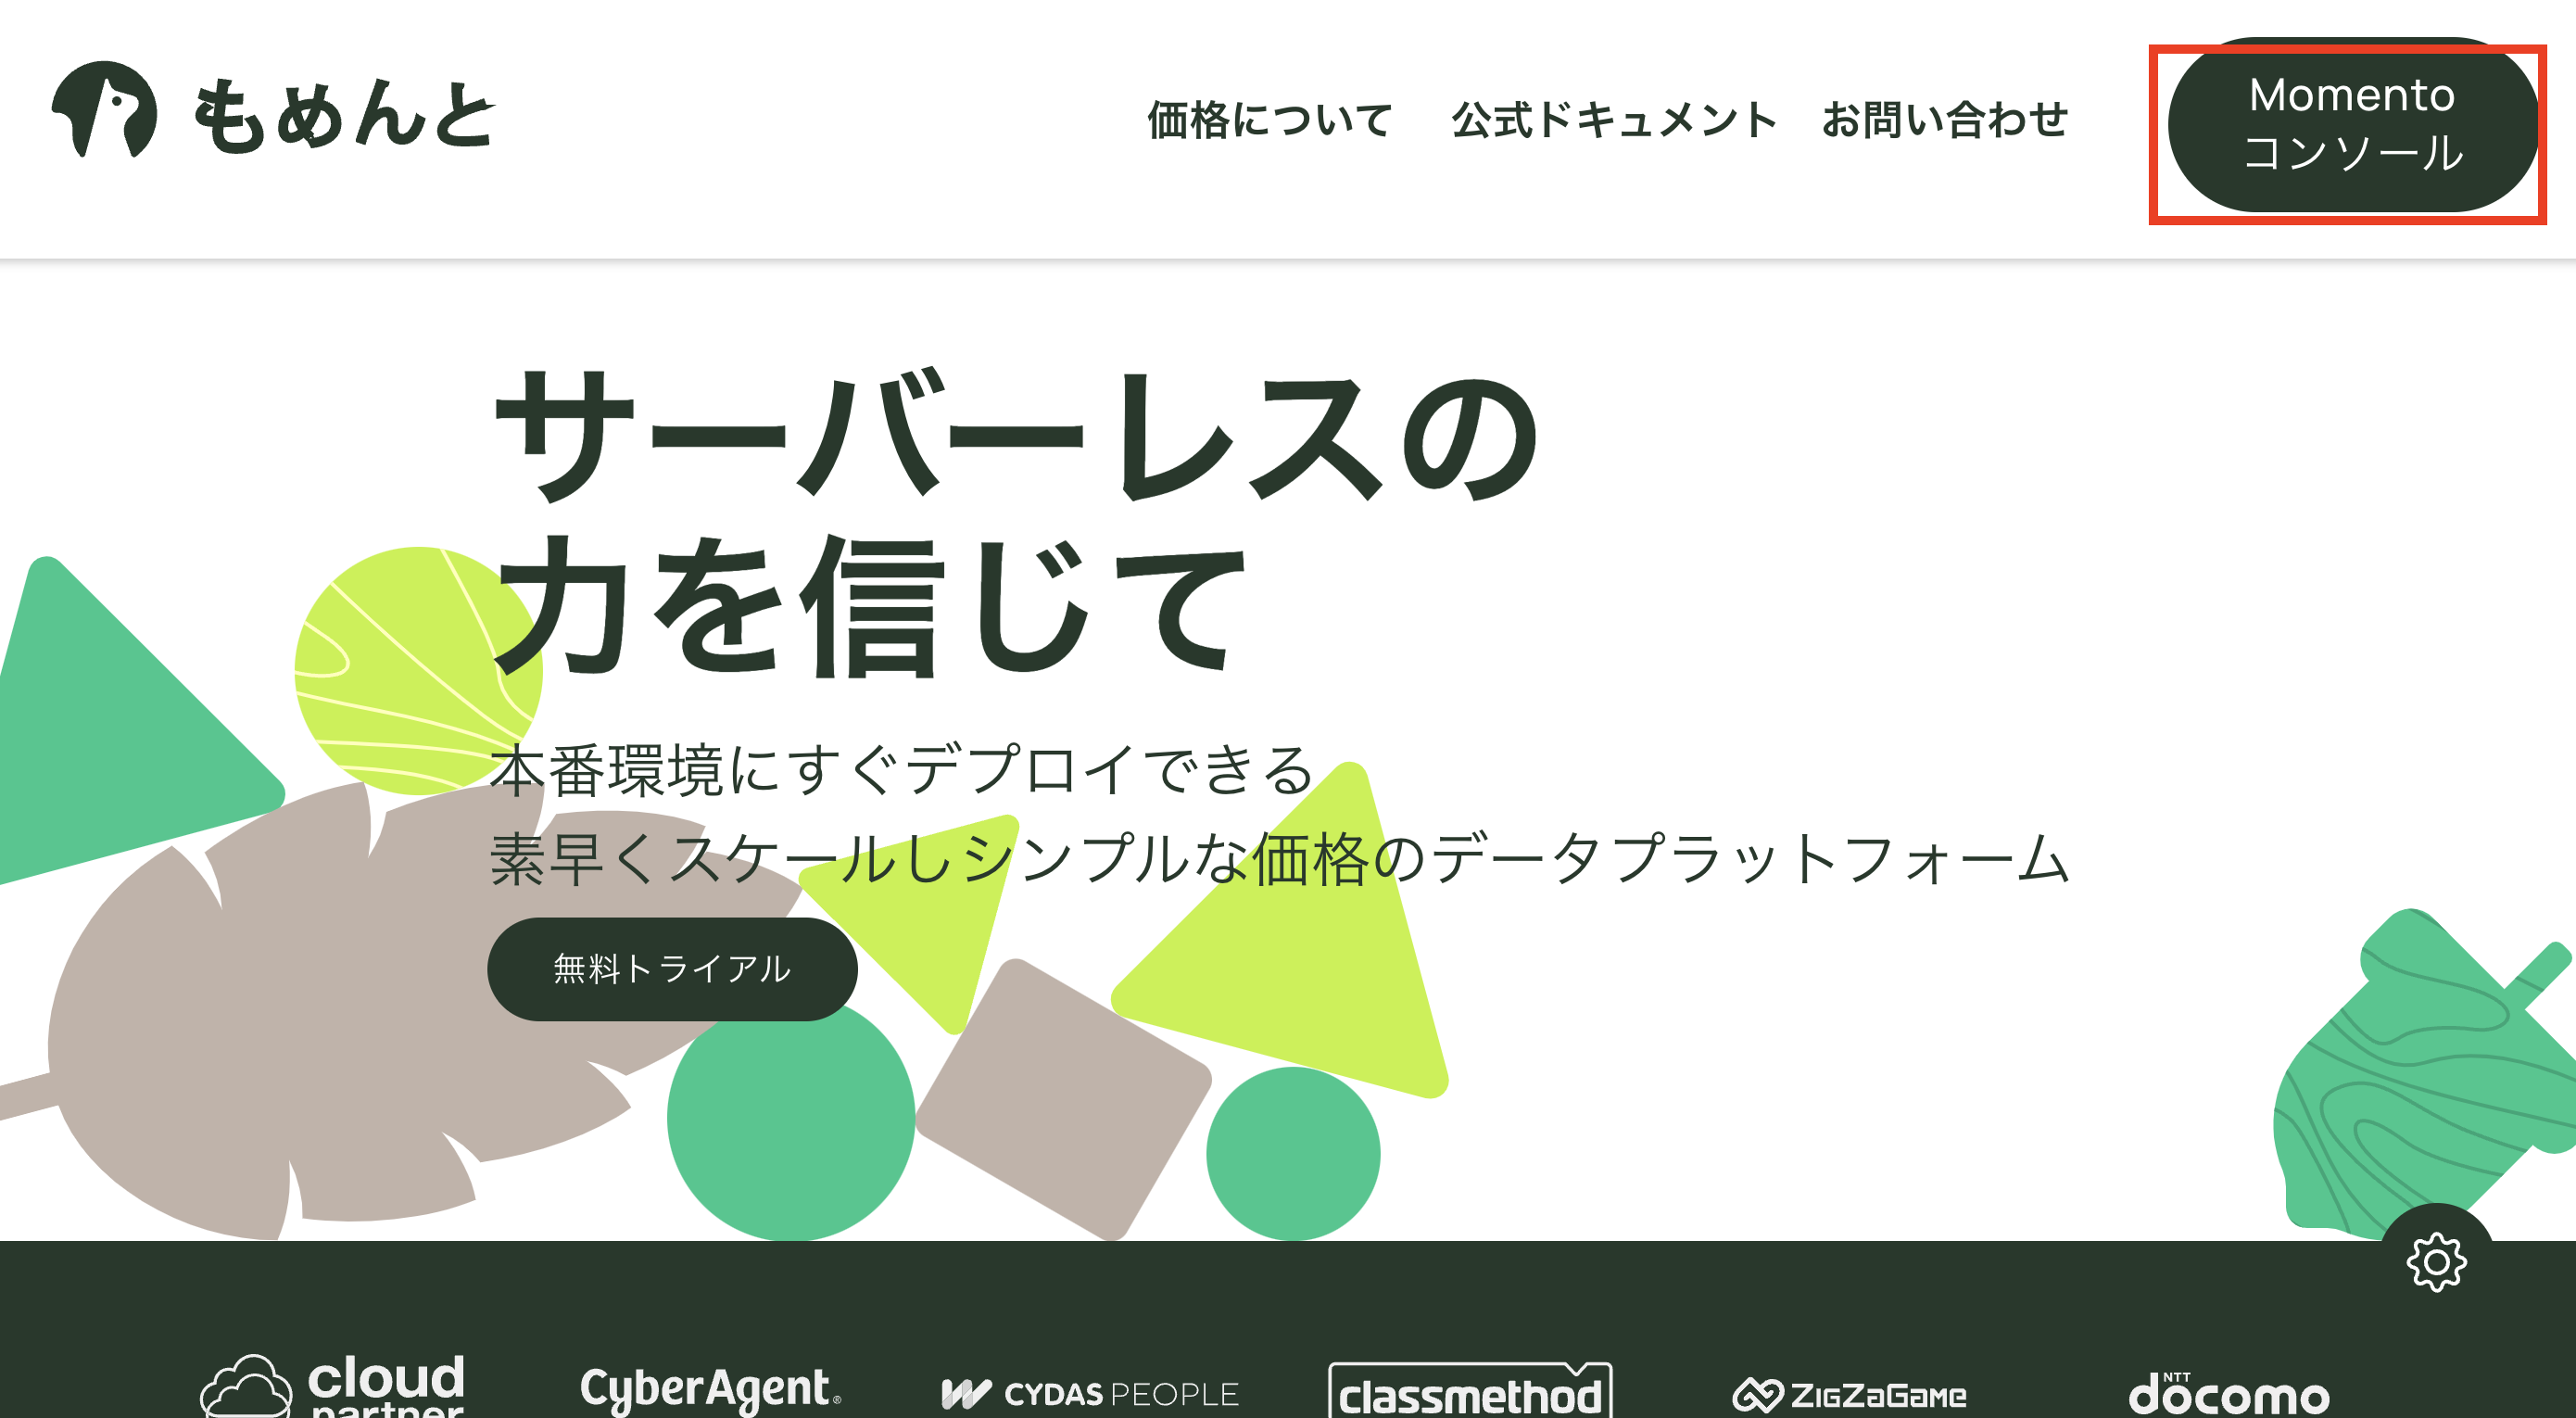 もめんと
価格について
公式ドキュメント
お問い合わせ
Momento
コンソール
サーバーレスの
力を信じて
本番環境にすぐデプロイできる
素早くスケールしシンプルな価格のデータプラットフォーム
無料トライアル
cloud
partner
CyberAgent®
CYDAS PEOPLE
classmethod
ZIGZAGAME
NTT
docomo